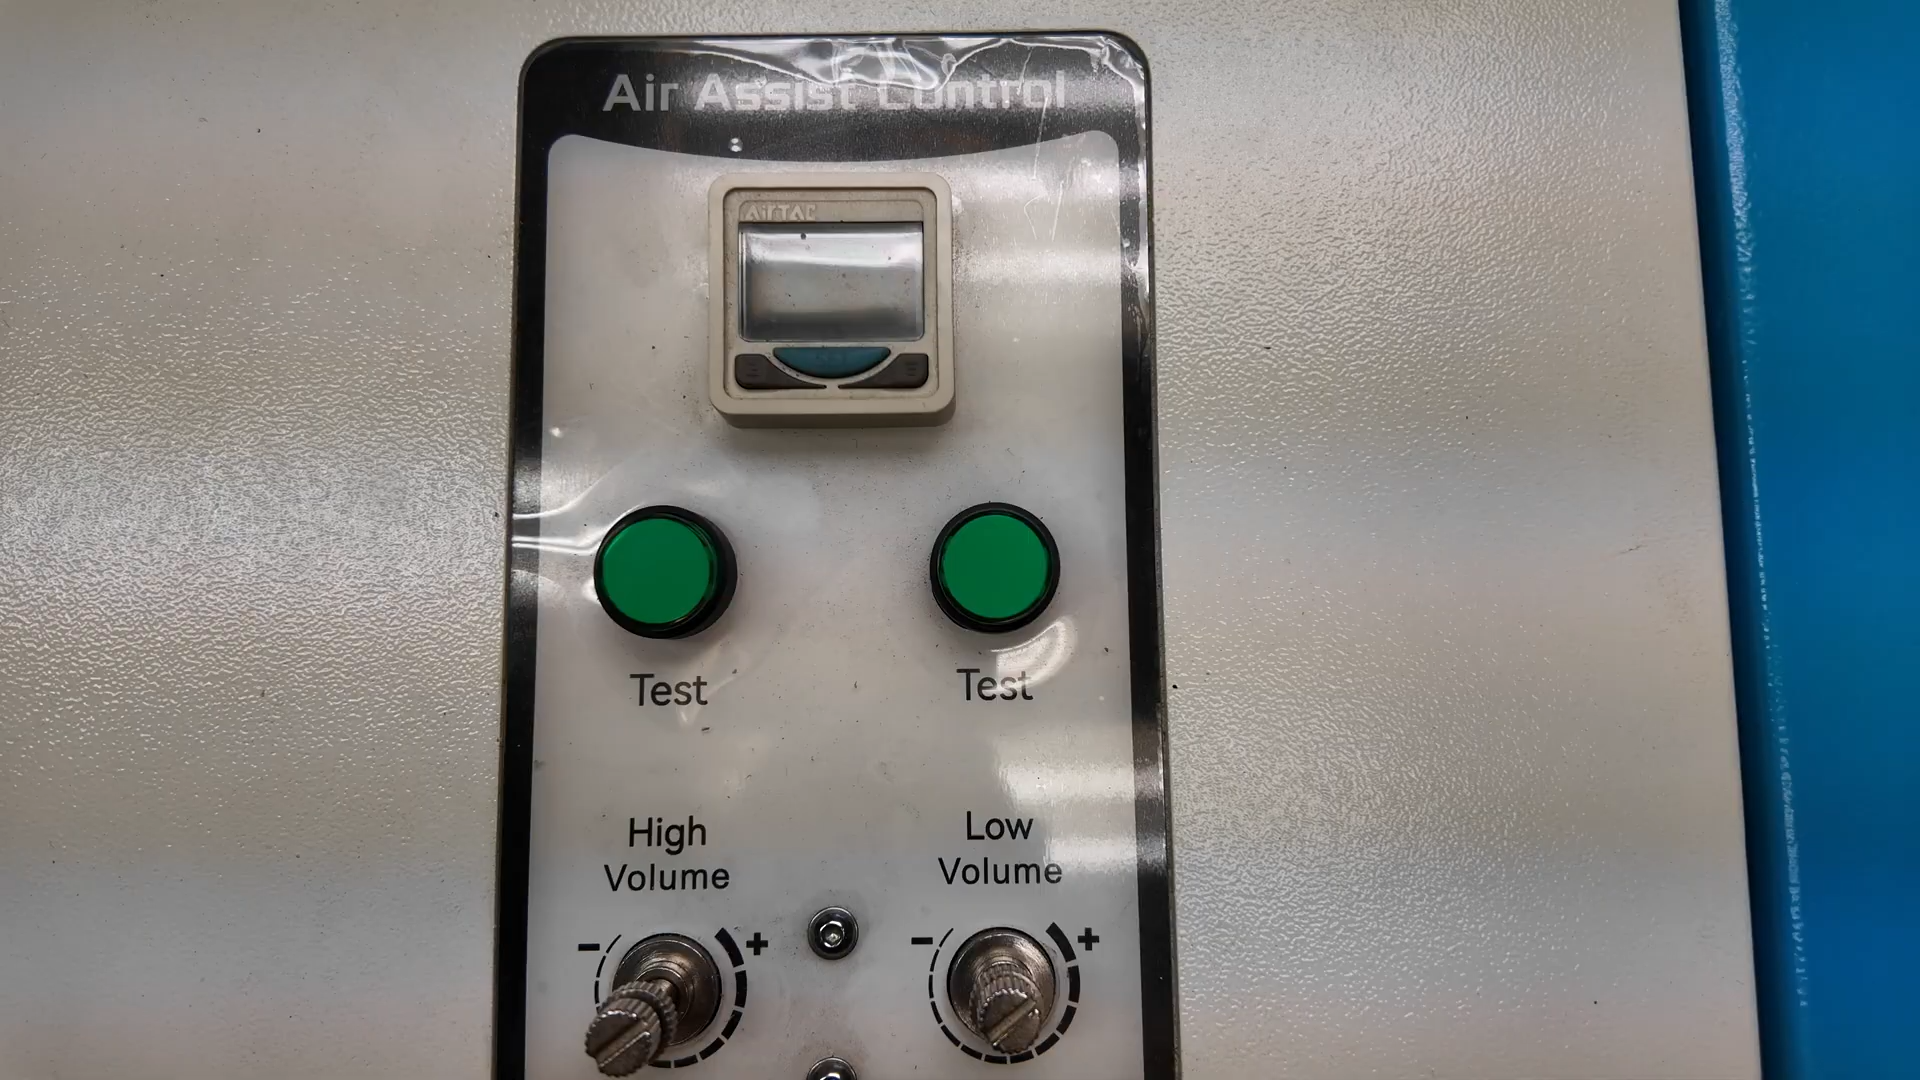 Air Assist Control
AirTAC
Test
Test
High
Volume
Low
Volume
- +
- +